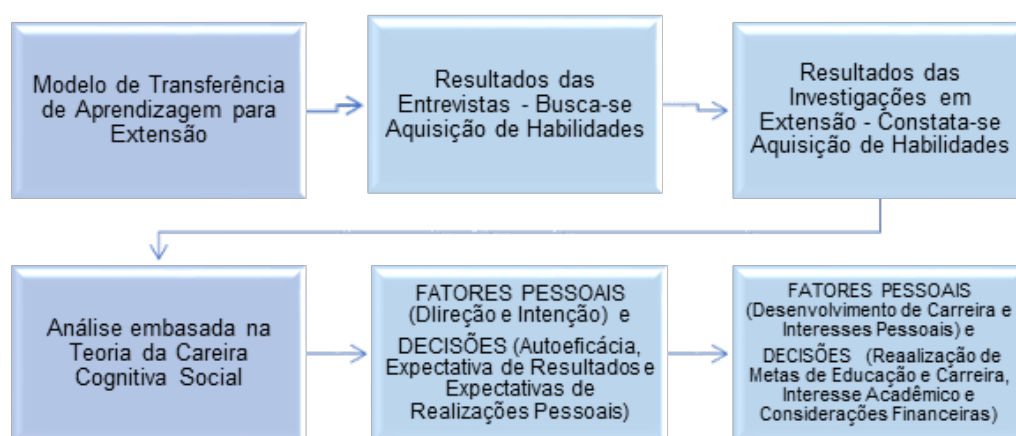 Modelo de Transferência
de Aprendizagem para
Extensão
Resultados das
Entrevistas - Busca-se
Aquisição de Habilidades
Resultados das
Investigações em
Extensão - Constata-se
Aquisição de Habilidades
Análise embasada na
Teoria da Careira
Cognitiva Social
FATORES PESSOAIS
(DIireção e Intenção) e
DECISÕES (Autoeficácia,
Expectativa de Resultados e
Expectativas de
Realizações Pessoais)
FATORES PESSOAIS
(Desenvolvimento de Carreira e
Interesses Pessoais) e
DECISÕES (Reaalização de
Metas de Educação e Carreira,
Interesse Acadêmico e
Considerações Financeiras)